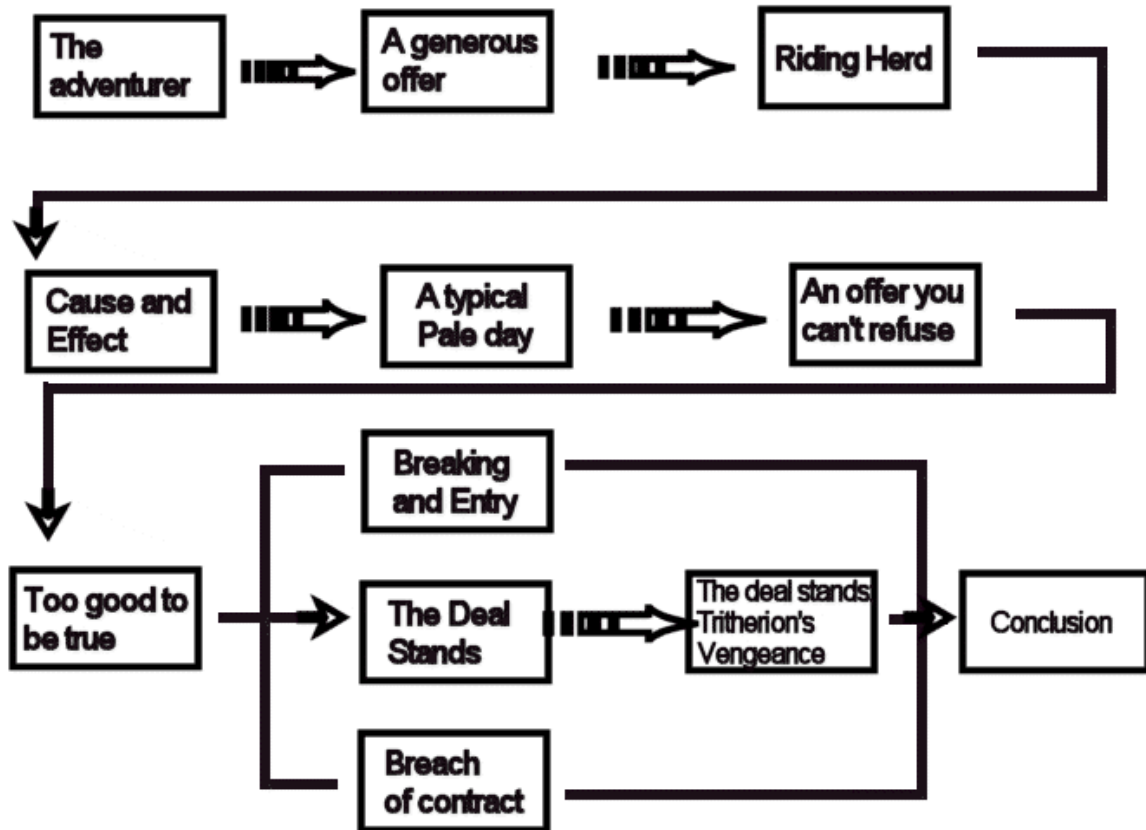 The
adventurer
A generous
offer
Riding Herd
Cause and
Effect
A typical
Pale day
An offer you
can't refuse
Too good to
be true
Breaking
and Entry
The Deal
Stands
The deal stands:
Tritherion's
Vengeance
Conclusion
Breach
of contract